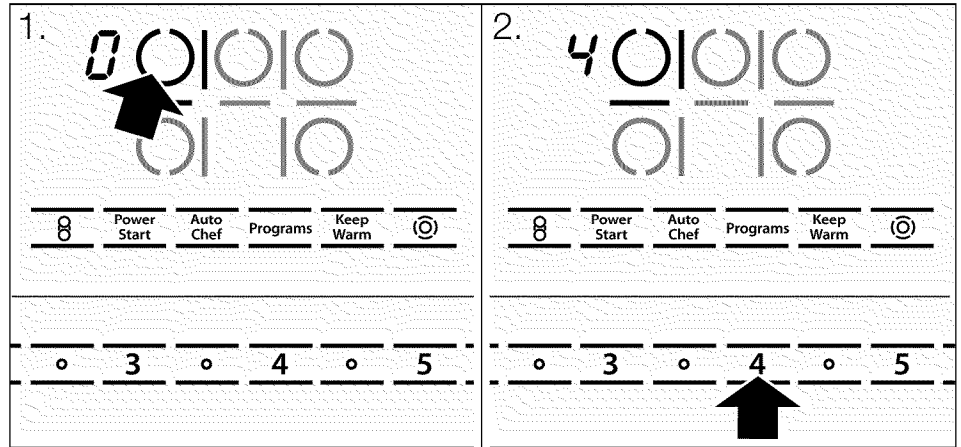 1.
0
Power Start
Auto Chef
Programs
Keep Warm
3
4
5
2.
4
Power Start
Auto Chef
Programs
Keep Warm
3
4
5